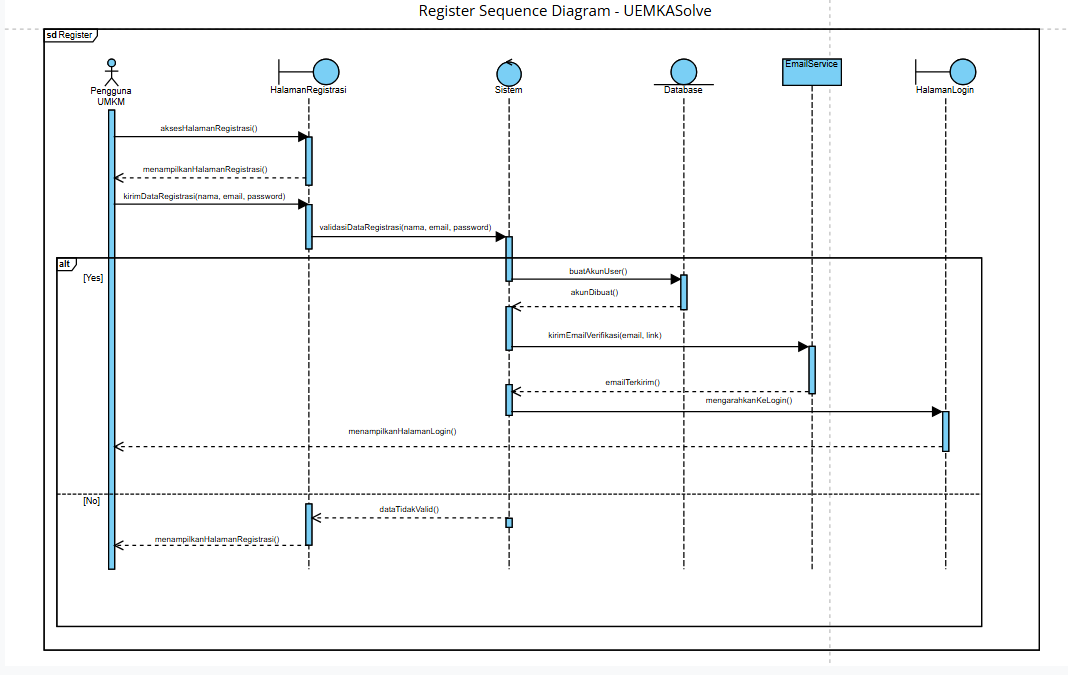 Register Sequence Diagram - UEMKASolve
sd Register
Pengguna
UMKM
HalamanRegistrasi
Sistem
Database
EmailService
HalamanLogin
aksesHalamanRegistrasi()
menampilkanHalamanRegistrasi()
kirimDataRegistrasi(nama, email, password)
validasiDataRegistrasi(nama, email, password)
alt
[Yes]
buatAkunUser()
akunDibuat()
kirimEmailVerifikasi(email, link)
emailTerkirim()
mengarahkanKeLogin()
menampilkanHalamanLogin()
[No]
dataTidakValid()
menampilkanHalamanRegistrasi()